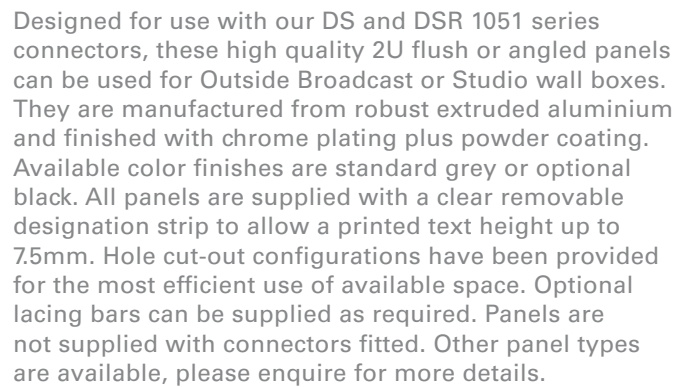 Designed for use with our DS and DSR 1051 series
connectors, these high quality 2U flush or angled panels
can be used for Outside Broadcast or Studio wall boxes.
They are manufactured from robust extruded aluminium
and finished with chrome plating plus powder coating.
Available color finishes are standard grey or optional
black. All panels are supplied with a clear removable
designation strip to allow a printed text height up to
7.5mm. Hole cut-out configurations have been provided
for the most efficient use of available space. Optional
lacing bars can be supplied as required. Panels are
not supplied with connectors fitted. Other panel types
are available, please enquire for more details.